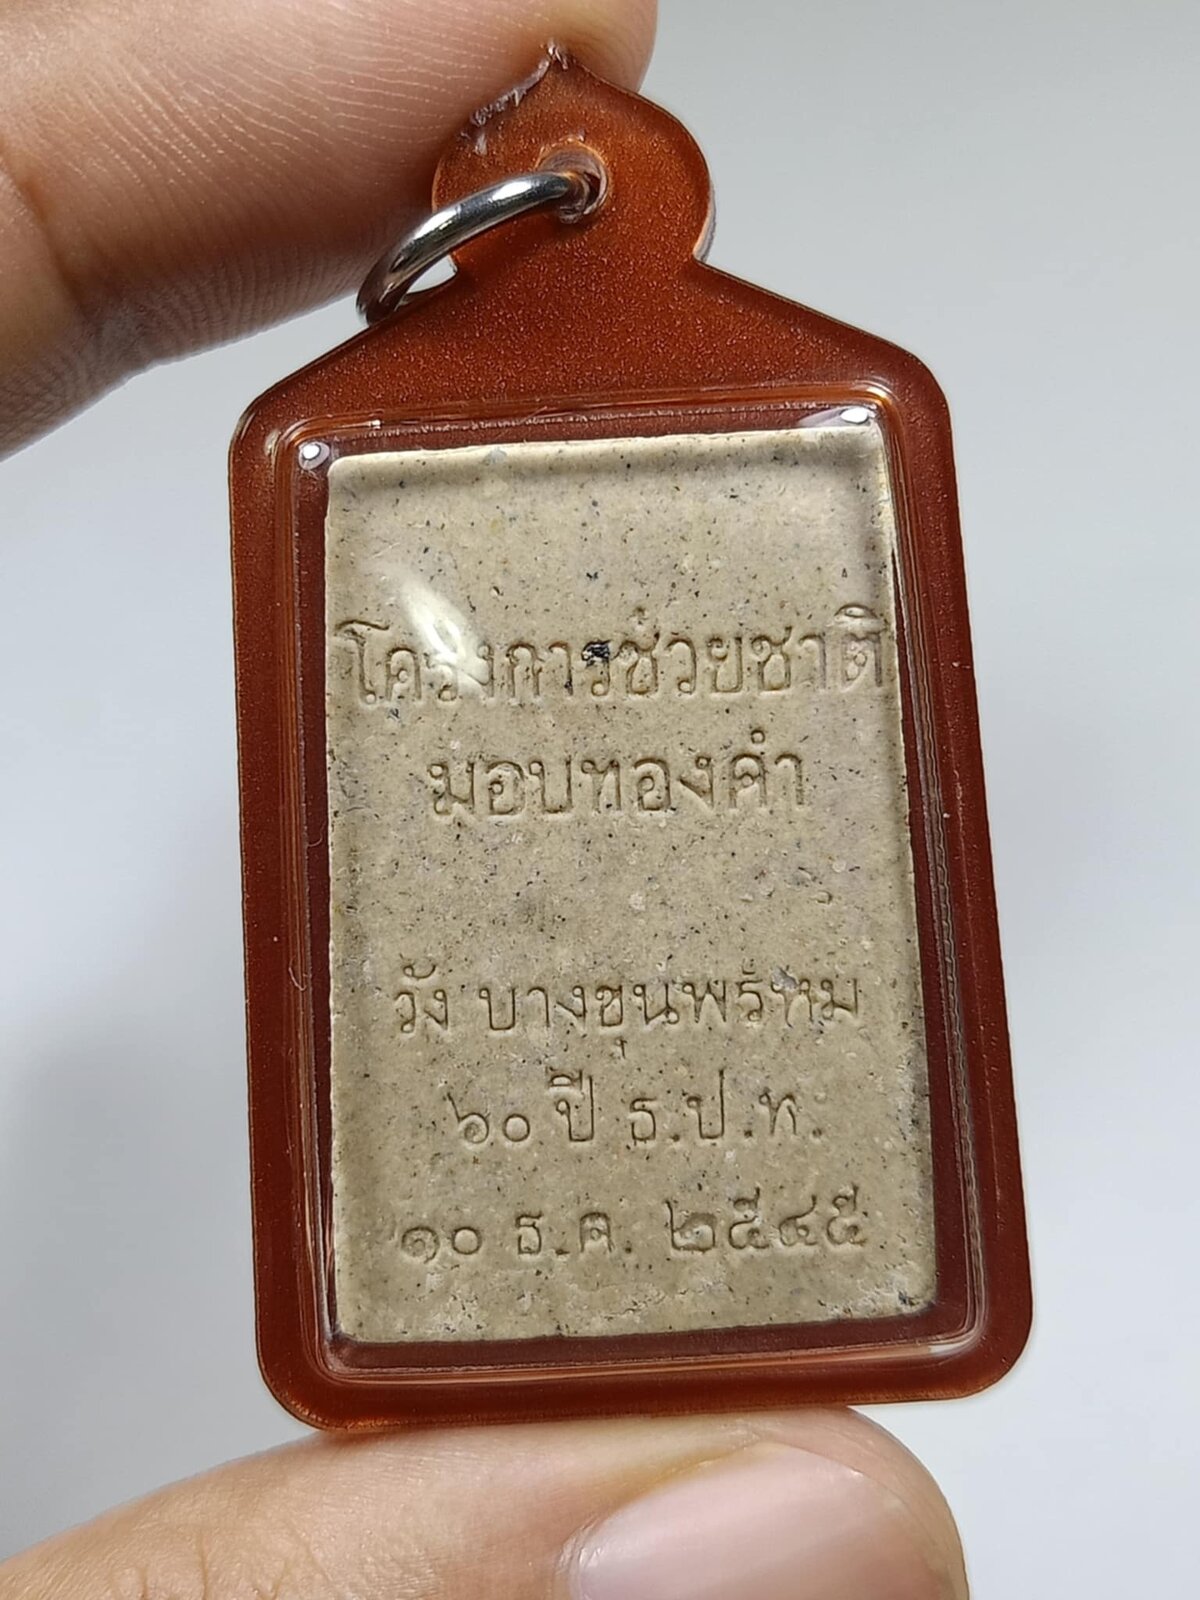 โครงการช่วยชาติ
มอบทองคำ
วัง บางขุนพรหม
๖๐ ปี ธ.ป.ท.
๑๐ ธ.ค. ๒๕๔๕